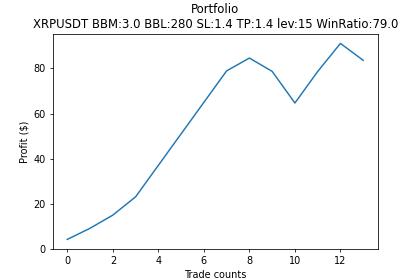 Portfolio
XRPUSDT BBM:3.0 BBL:280 SL:1.4 TP:1.4 lev:15 WinRatio:79.0
80
60
40
20
0
Profit ($)
0 2 4 6 8 10 12
Trade counts